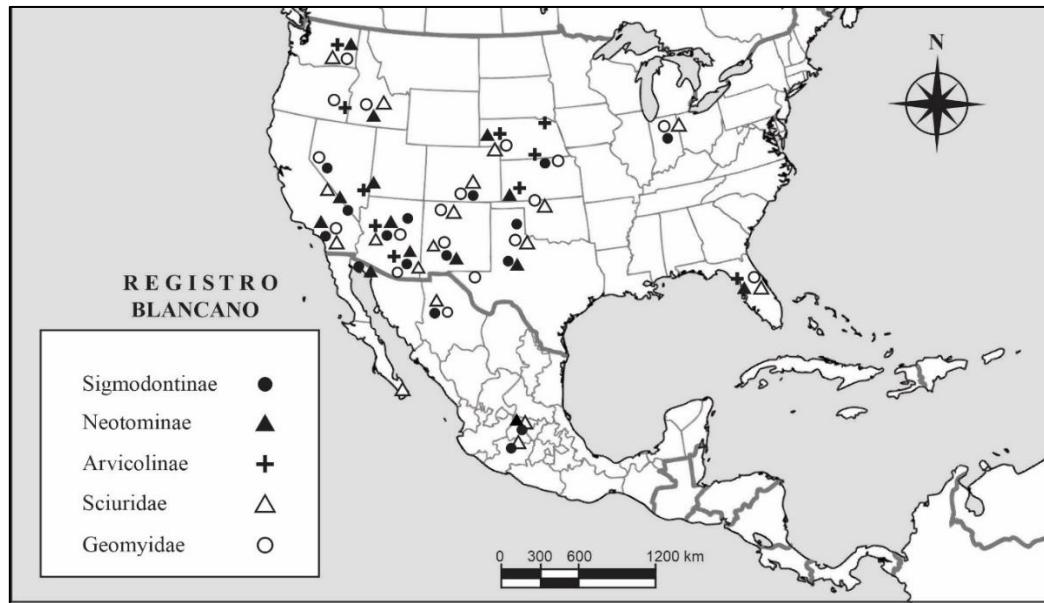 N
REGISTRO
BLANCANO
Sigmodontinae
Neotominae
Arvicolinae
Sciuridae
Geomyidae
0 300 600 1200 km